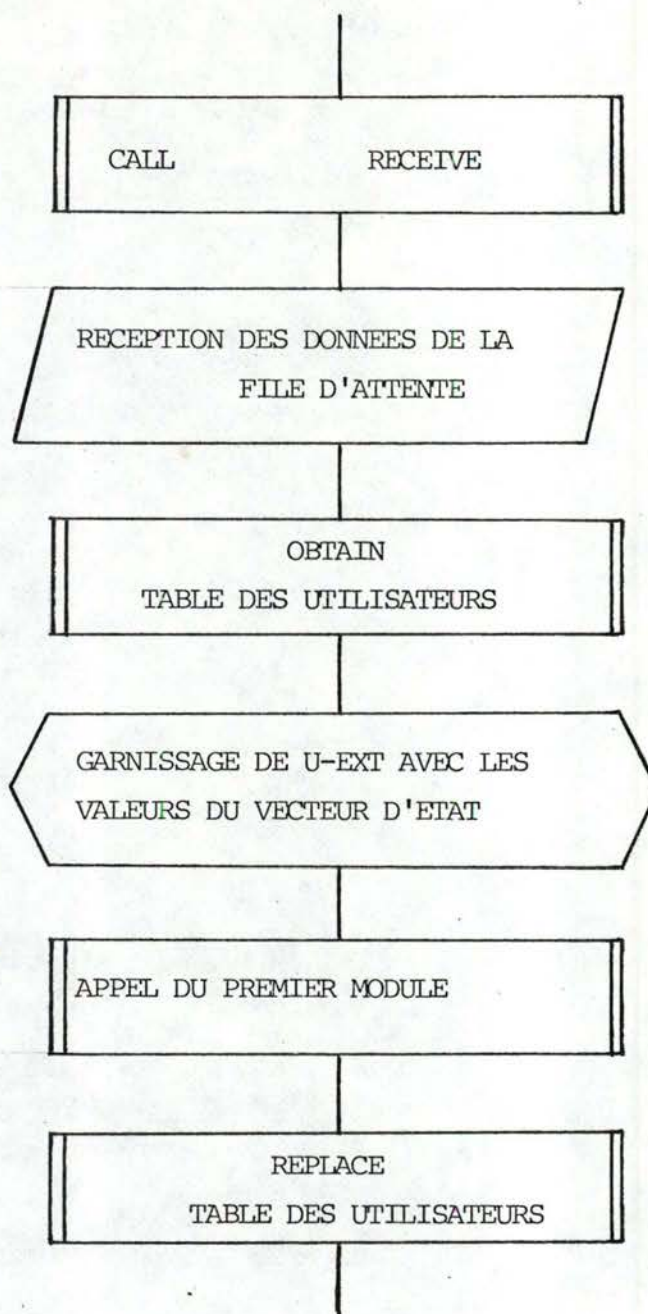 CALL RECEIVE
RECEPTION DES DONNEES DE LA
FILE D'ATTENTE
OBTAIN
TABLE DES UTILISATEURS
GARNISSAGE DE U-EXT AVEC LES
VALEURS DU VECTEUR D'ETAT
APPEL DU PREMIER MODULE
REPLACE
TABLE DES UTILISATEURS